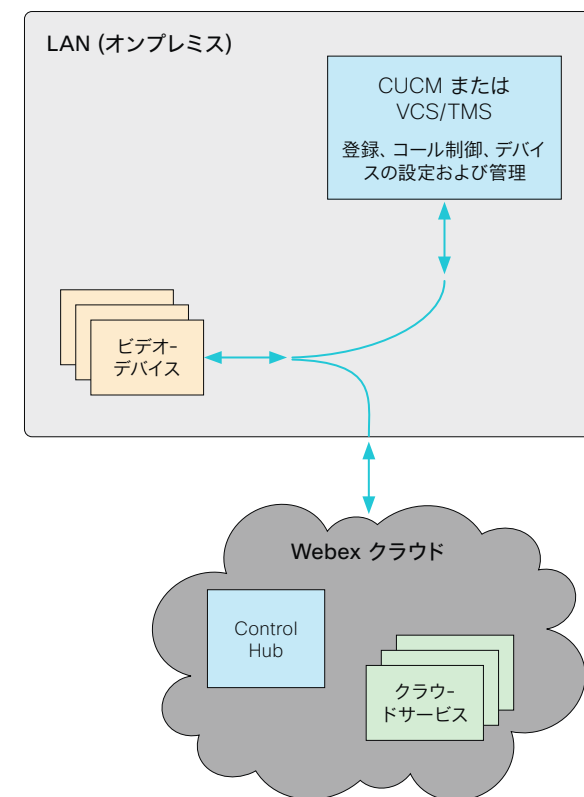 LAN (オンプレミス)
CUCM または
VCS/TMS
登録、コール制御、デバイ
スの設定および管理
ビデオ-
デバイス
Webex クラウド
Control
Hub
クラウ-
ドサービス